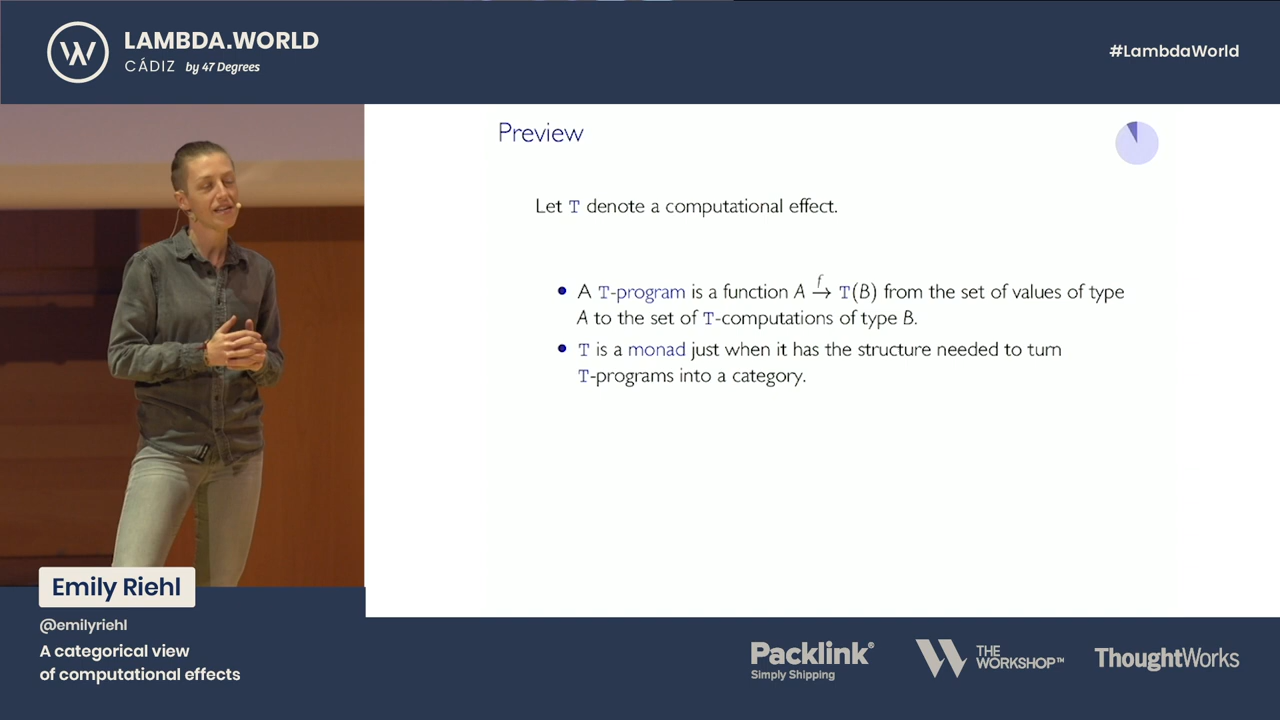 LAMBDA.WORLD
CÁDIZ by 47 Degrees
#LambdaWorld
Preview
Let T denote a computational effect.
• A T-program is a function A →f T(B) from the set of values of type
A to the set of T-computations of type B.
• T is a monad just when it has the structure needed to turn
T-programs into a category.
Emily Riehl
@emilyriehl
A categorical view
of computational effects
Packlink®
Simply Shipping
THE
WORKSHOP™
ThoughtWorks